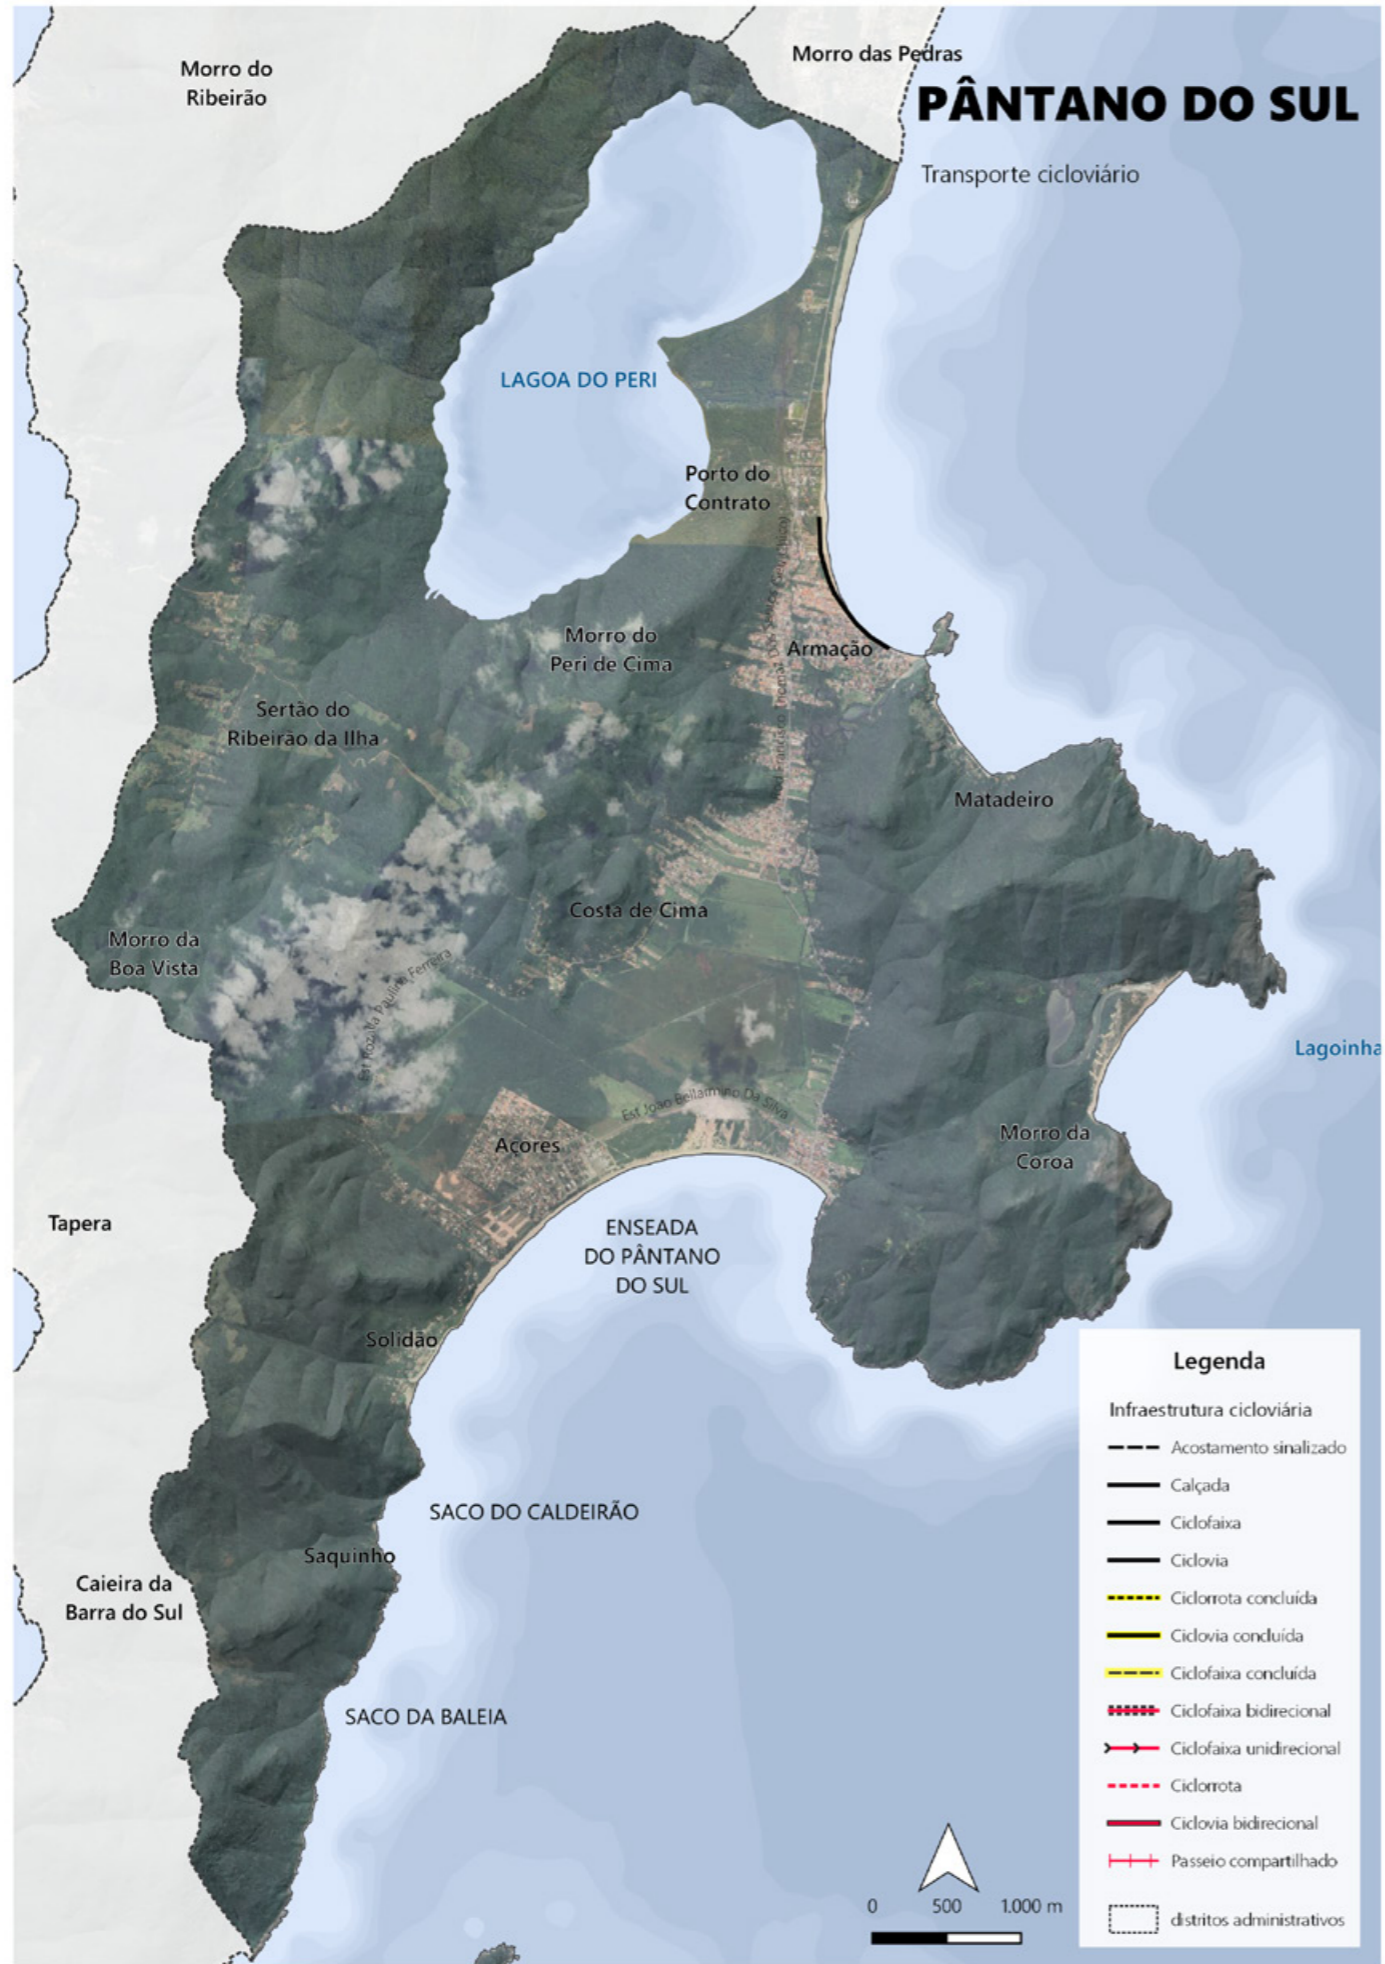 Morro do
Ribeirão
Morro das Pedras
PÂNTANO DO SUL
Transporte cicloviário
LAGOA DO PERI
Porto do
Contrato
Morro do
Peri de Cima
Armação
Sertão do
Ribeirão da Ilha
Matadeiro
Costa de Cima
Morro da
Boa Vista
Paulina Ferreira
Lagoinha
Est Joao Bellarmino Da Silva
Açores
Morro da
Coroa
Tapera
ENSEADA
DO PÂNTANO
DO SUL
Solidão
SACO DO CALDEIRÃO
Saquinho
Caieira da
Barra do Sul
SACO DA BALEIA
0 500 1.000 m
Legenda
Infraestrutura cicloviária
Acostamento sinalizado
Calçada
Ciclofaixa
Ciclovia
Ciclorrota concluída
Ciclovia concluída
Ciclofaixa concluída
Ciclofaixa bidirecional
Ciclofaixa unidirecional
Ciclorrota
Ciclovia bidirecional
Passeio compartilhado
distritos administrativos